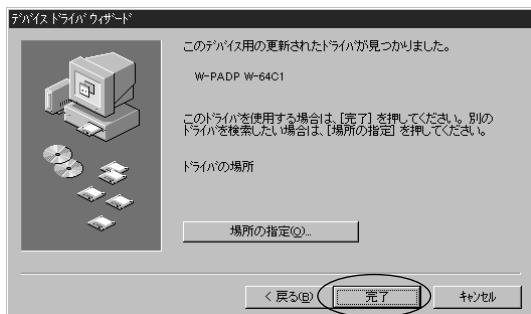 デバイス ドライバ ウィザード
このデバイス用の更新されたドライバが見つかりました。
W-PADP W-64C1
このドライバを使用する場合は、[完了] を押してください。別の
ドライバを検索したい場合は、[場所の指定] を押してください。
ドライバの場所
場所の指定(O)...
< 戻る(B)
完了
キャンセル